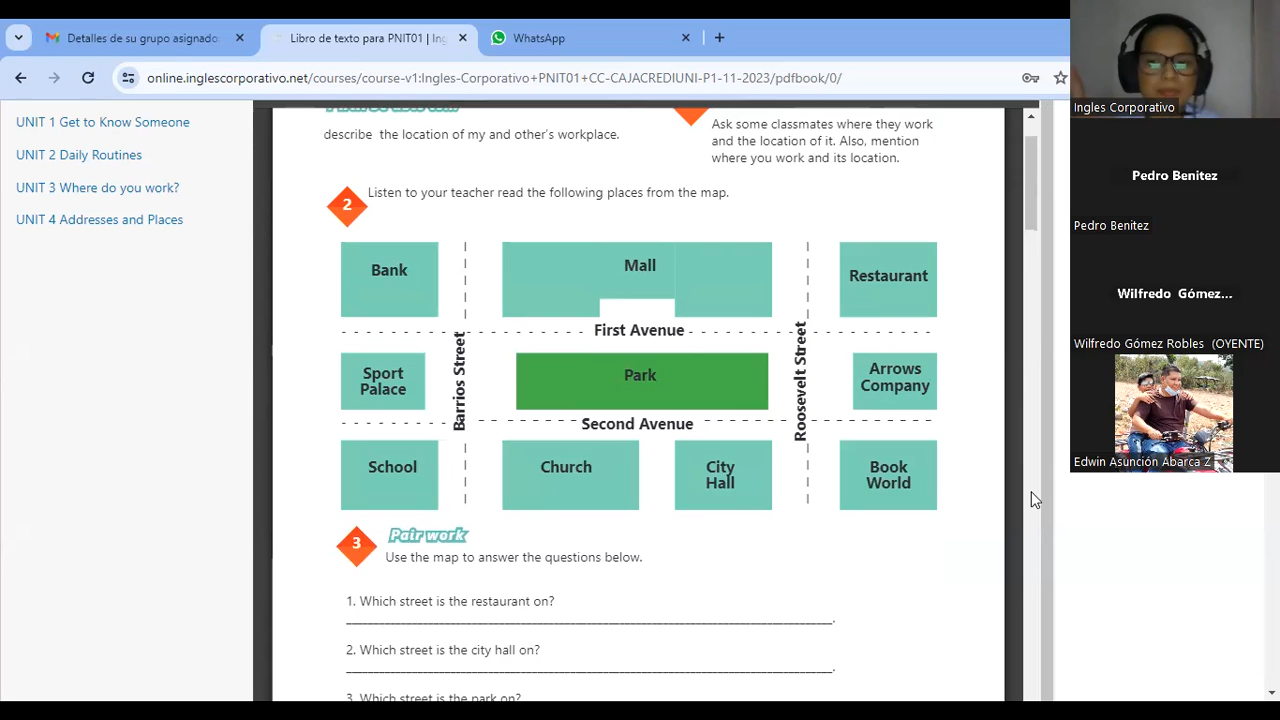 Detalles de su grupo asignado
Libro de texto para PNIT01 | Ing
WhatsApp
online.inglescorporativo.net/courses/course-v1:Ingles-Corporativo+PNIT01+CC-CAJACREDIUNI-P1-11-2023/pdfbook/0/
UNIT 1 Get to Know Someone
UNIT 2 Daily Routines
UNIT 3 Where do you work?
UNIT 4 Addresses and Places
describe the location of my and other's workplace.
Ask some classmates where they work
and the location of it. Also, mention
where you work and its location.
2
Listen to your teacher read the following places from the map.
Bank
Mall
Restaurant
First Avenue
Barrios Street
Roosevelt Street
Sport
Palace
Park
Arrows
Company
Second Avenue
School
Church
City
Hall
Book
World
3
Pair work
Use the map to answer the questions below.
1. Which street is the restaurant on?
2. Which street is the city hall on?
3. Which street is the park on?
Ingles Corporativo
Pedro Benitez
Pedro Benitez
Wilfredo Gómez...
Wilfredo Gómez Robles (OYENTE)
Edwin Asunción Abarca Z